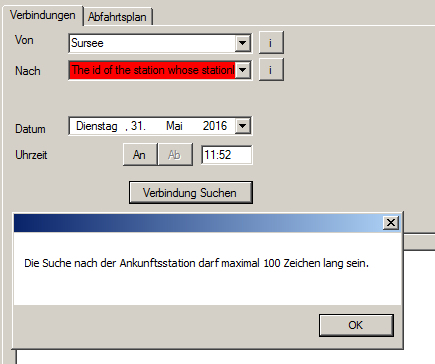 Verbindungen Abfahrtsplan
Von Sursee i
Nach The id of the station whose station i
Datum Dienstag , 31. Mai 2016
Uhrzeit An Ab 11:52
Verbindung Suchen
Die Suche nach der Ankunftsstation darf maximal 100 Zeichen lang sein.
OK